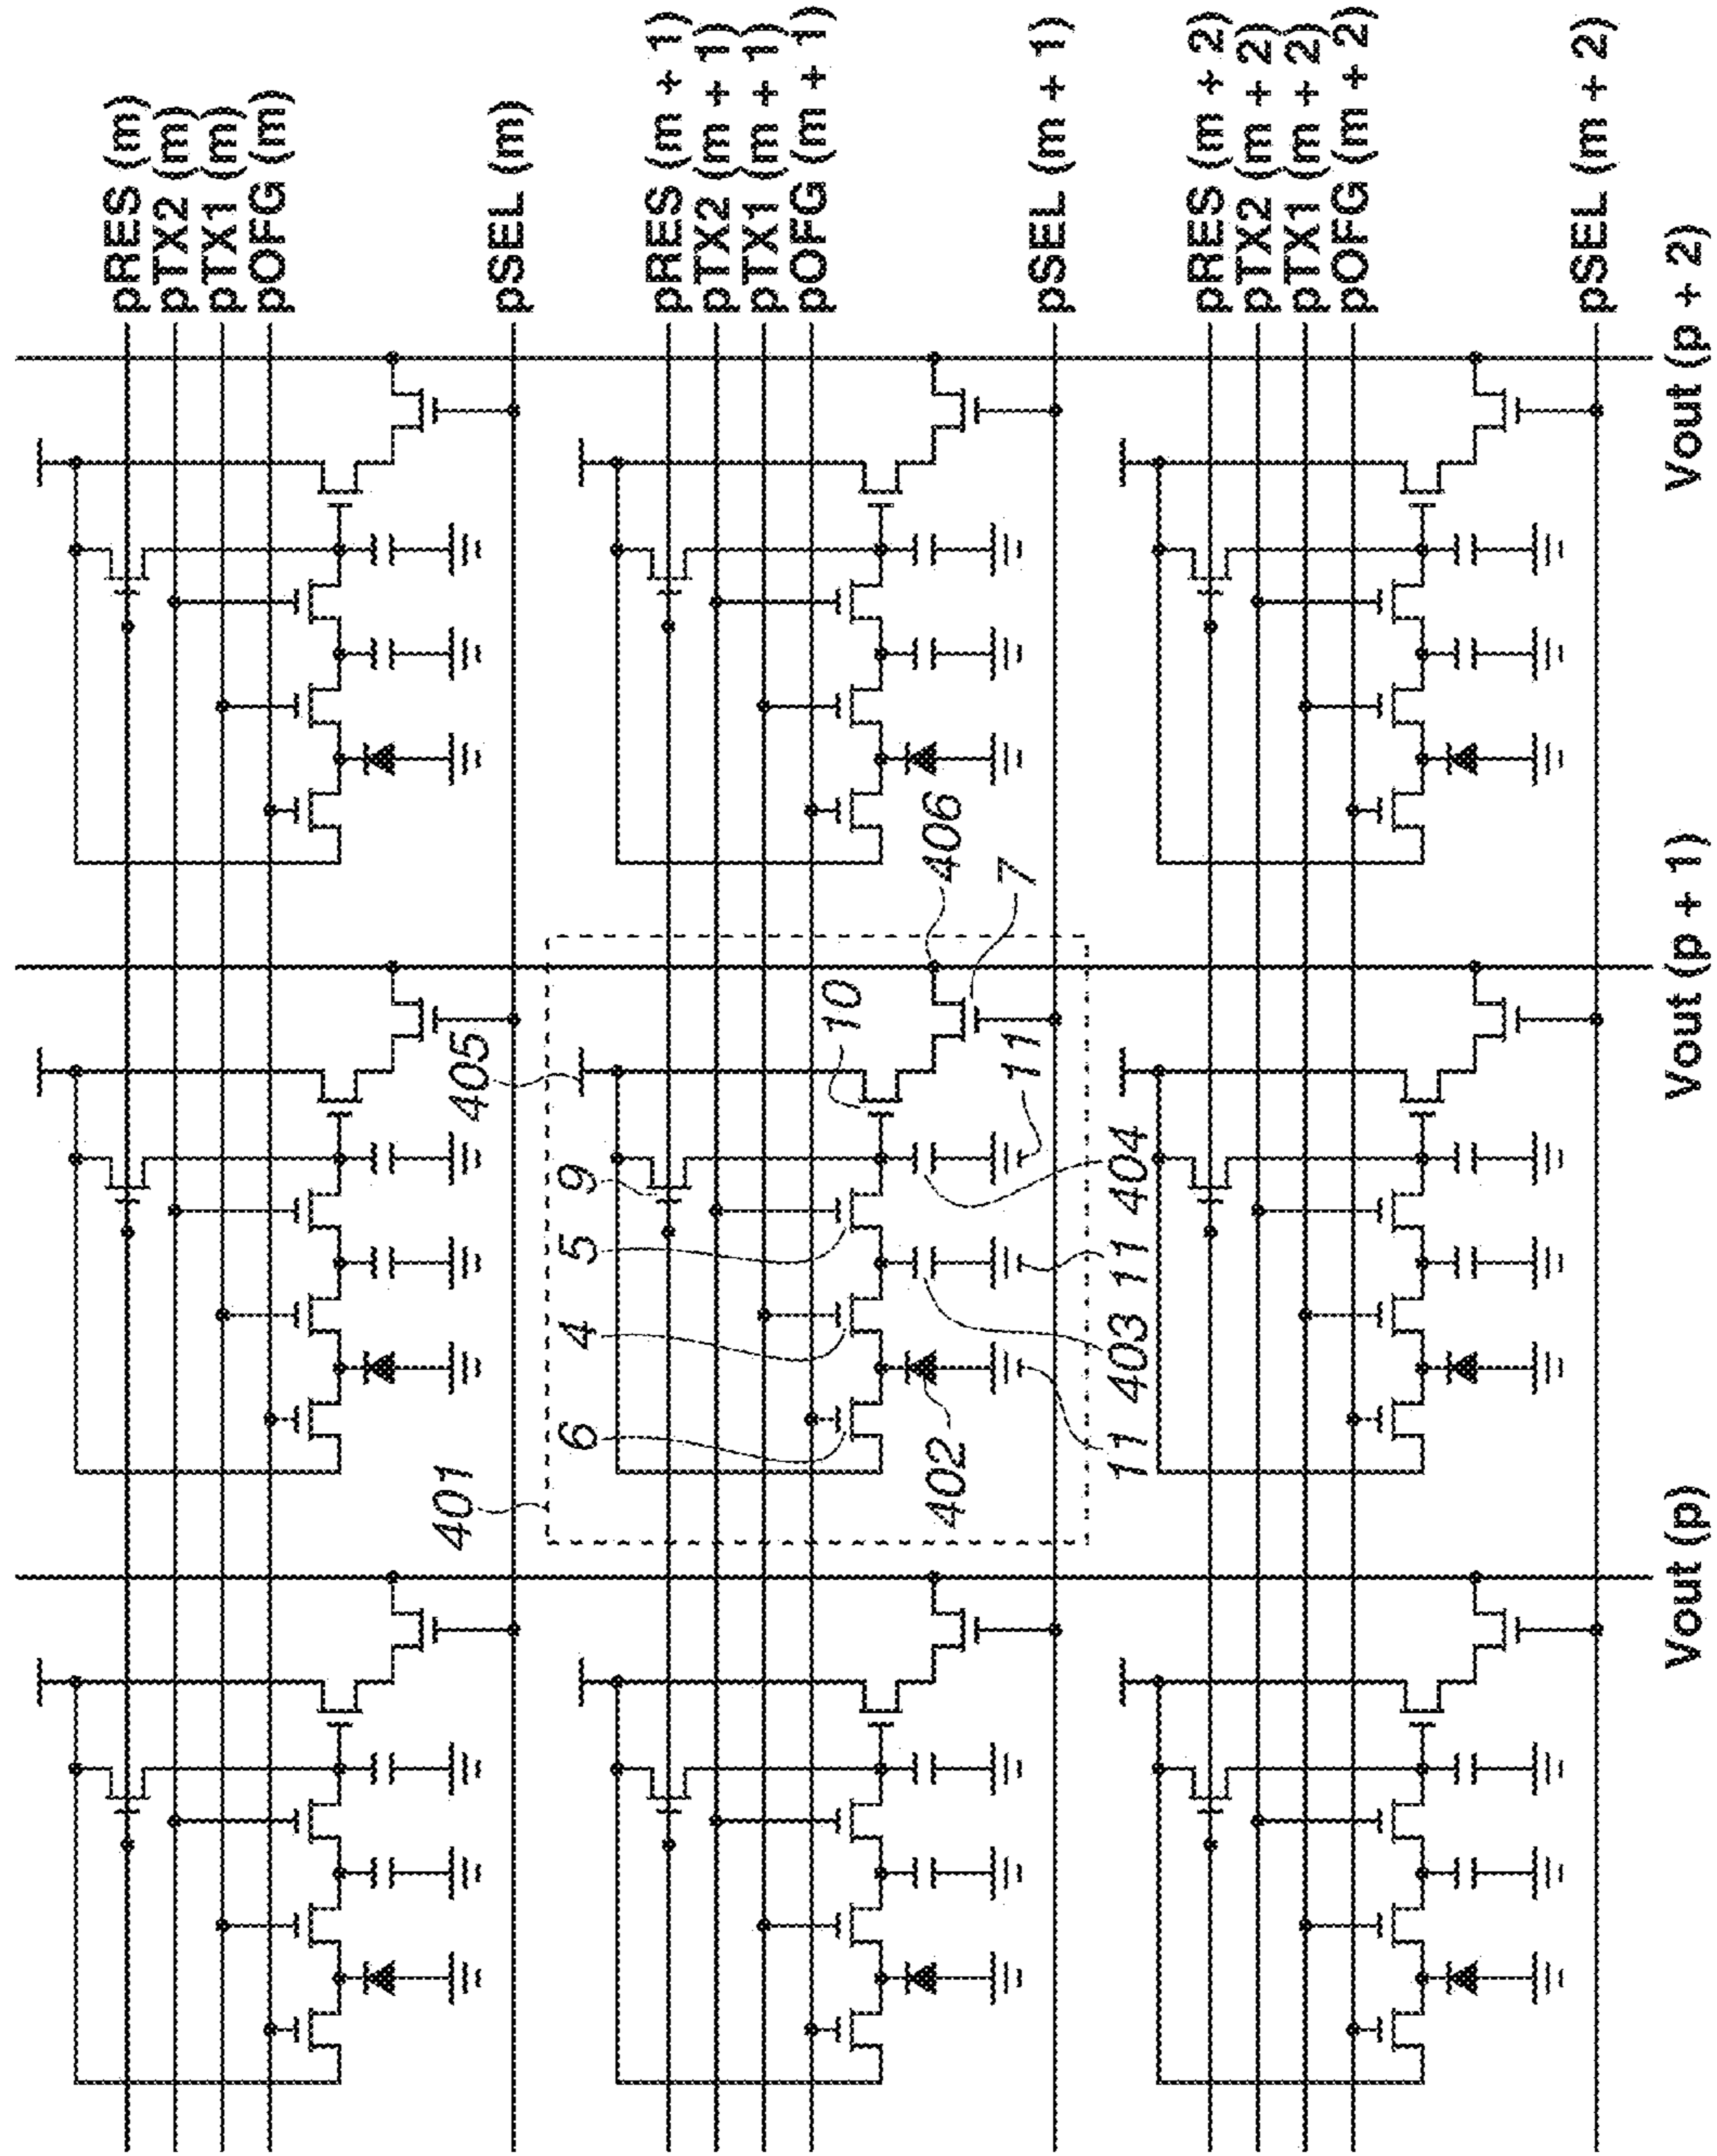 pRES (m)
pTX2 (m)
pTX1 (m)
pOFG (m)
pSEL (m)
pRES (m + 1)
pTX2 (m + 1)
pTX1 (m + 1)
pOFG (m + 1)
pSEL (m + 1)
pRES (m + 2)
pTX2 (m + 2)
pTX1 (m + 2)
pOFG (m + 2)
pSEL (m + 2)
401
405
6
4
5
9
10
406
7
402
11
403
11
404
11
Vout (p)
Vout (p + 1)
Vout (p + 2)